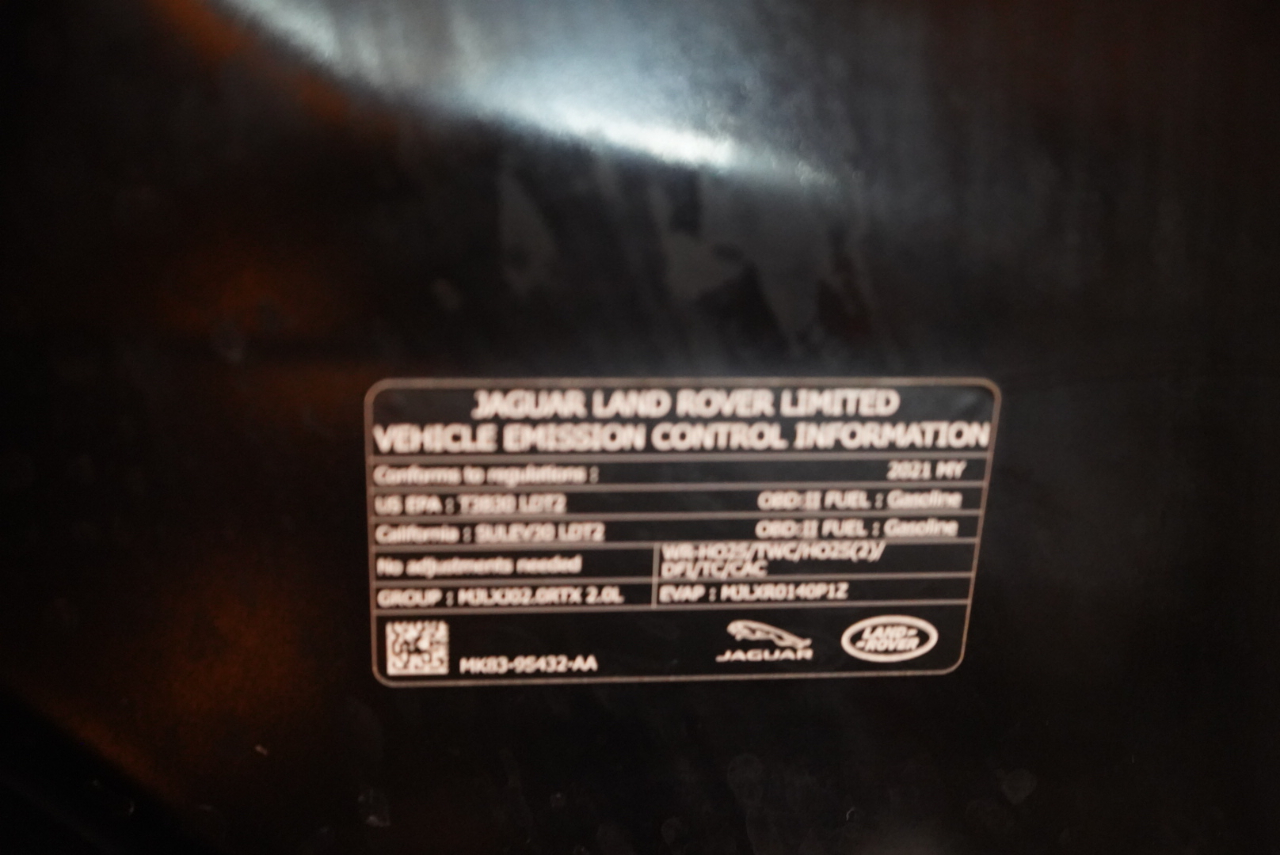 JAGUAR LAND ROVER LIMITED
VEHICLE EMISSION CONTROL INFORMATION
Conforms to regulations : 2021 MY
US EPA : T3B30 LDT2 OBD:II FUEL : Gasoline
California : SULEV30 LDT2 OBD:II FUEL : Gasoline
No adjustments needed
WR-HO2S/TWC/HO2S(2)/
DFI/TC/CAC
GROUP : MJLXJ02.0RTX 2.0L EVAP : MJLXR0140P1Z
MK83-9S432-AA
JAGUAR
LAND-
-ROVER